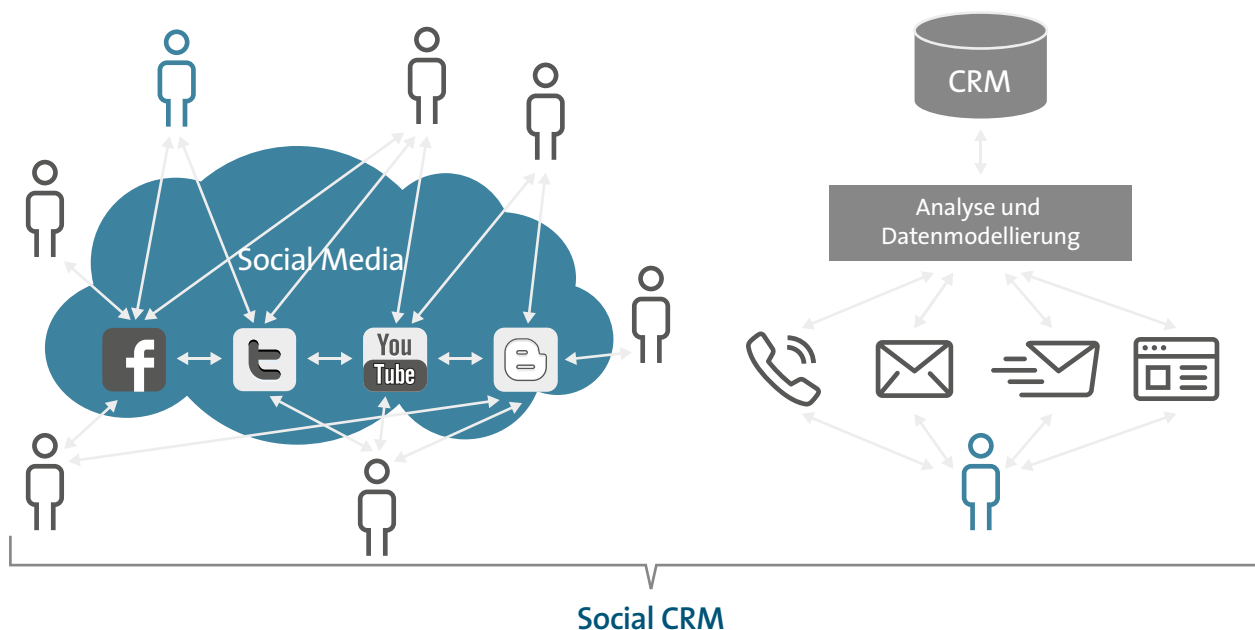 CRM
Analyse und
Datenmodellierung
Social Media
f
t
You
Tube
B
Social CRM